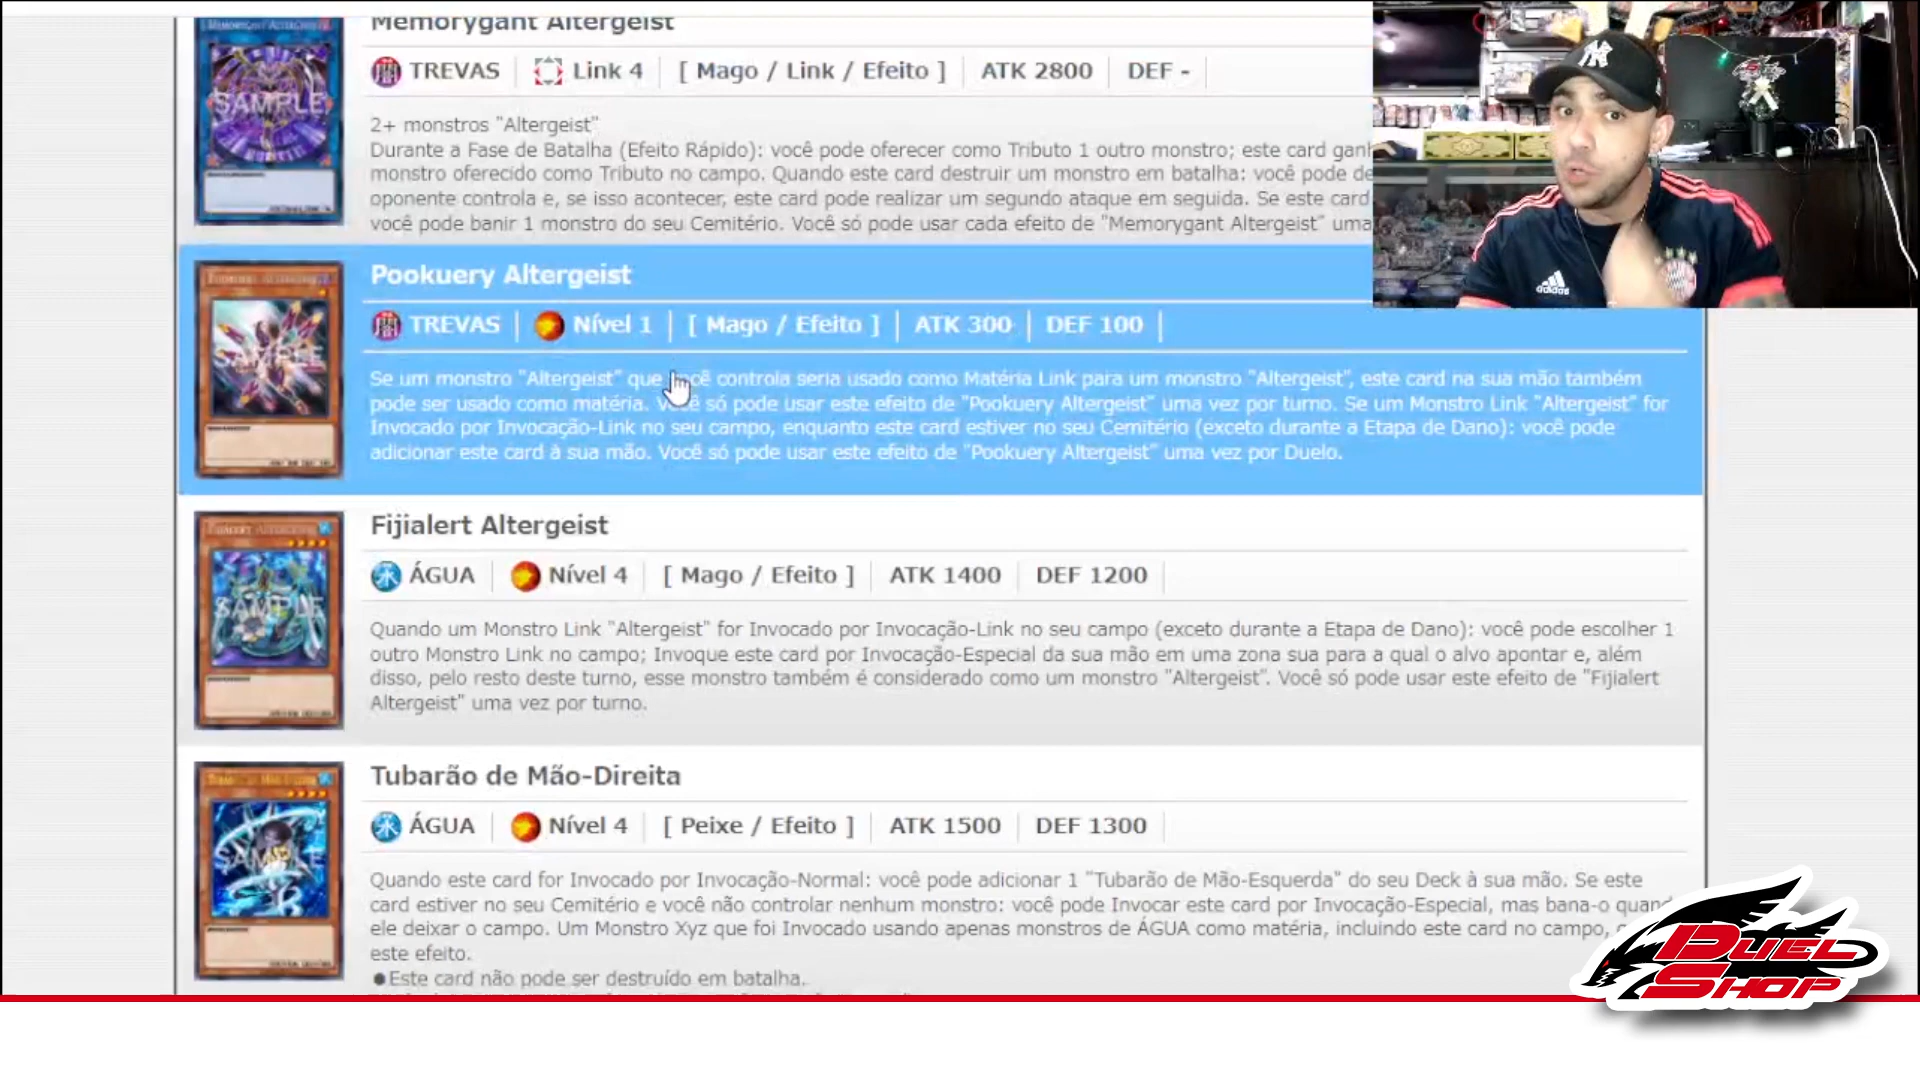 Memorygant Altergeist
TREVAS Link 4 [ Mago / Link / Efeito ] ATK 2800 DEF -
2+ monstros "Altergeist"
Durante a Fase de Batalha (Efeito Rápido): você pode oferecer como Tributo 1 outro monstro; este card ganh
monstro oferecido como Tributo no campo. Quando este card destruir um monstro em batalha: você pode de
oponente controla e, se isso acontecer, este card pode realizar um segundo ataque em seguida. Se este card
você pode banir 1 monstro do seu Cemitério. Você só pode usar cada efeito de "Memorygant Altergeist" uma
SAMPLE
Pookuery Altergeist
TREVAS Nível 1 [ Mago / Efeito ] ATK 300 DEF 100
Se um monstro "Altergeist" que você controla seria usado como Matéria Link para um monstro "Altergeist", este card na sua mão também
pode ser usado como matéria. Você só pode usar este efeito de "Pookuery Altergeist" uma vez por turno. Se um Monstro Link "Altergeist" for
Invocado por Invocação-Link no seu campo, enquanto este card estiver no seu Cemitério (exceto durante a Etapa de Dano): você pode
adicionar este card à sua mão. Você só pode usar este efeito de "Pookuery Altergeist" uma vez por Duelo.
SAMPLE
Fijialert Altergeist
ÁGUA Nível 4 [ Mago / Efeito ] ATK 1400 DEF 1200
Quando um Monstro Link "Altergeist" for Invocado por Invocação-Link no seu campo (exceto durante a Etapa de Dano): você pode escolher 1
outro Monstro Link no campo; Invoque este card por Invocação-Especial da sua mão em uma zona sua para a qual o alvo apontar e, além
disso, pelo resto deste turno, esse monstro também é considerado como um monstro "Altergeist". Você só pode usar este efeito de "Fijialert
Altergeist" uma vez por turno.
SAMPLE
Tubarão de Mão-Direita
ÁGUA Nível 4 [ Peixe / Efeito ] ATK 1500 DEF 1300
Quando este card for Invocado por Invocação-Normal: você pode adicionar 1 "Tubarão de Mão-Esquerda" do seu Deck à sua mão. Se este
card estiver no seu Cemitério e você não controlar nenhum monstro: você pode Invocar este card por Invocação-Especial, mas bana-o quand
ele deixar o campo. Um Monstro Xyz que foi Invocado usando apenas monstros de ÁGUA como matéria, incluindo este card no campo,
este efeito.
●Este card não pode ser destruído em batalha.
SAMPLE
NY
adidas
DUEL
SHOP